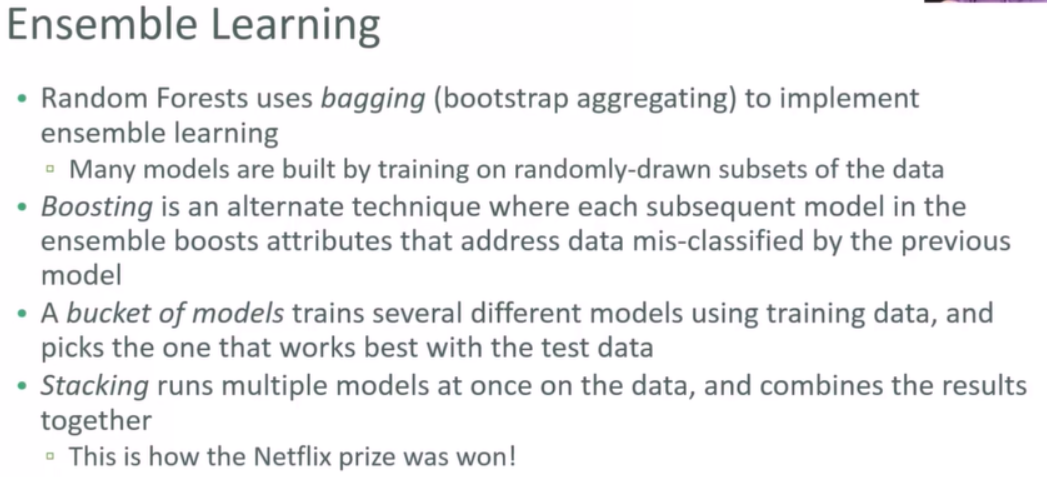 Ensemble Learning
• Random Forests uses bagging (bootstrap aggregating) to implement
ensemble learning
▫ Many models are built by training on randomly-drawn subsets of the data
• Boosting is an alternate technique where each subsequent model in the
ensemble boosts attributes that address data mis-classified by the previous
model
• A bucket of models trains several different models using training data, and
picks the one that works best with the test data
• Stacking runs multiple models at once on the data, and combines the results
together
▫ This is how the Netflix prize was won!